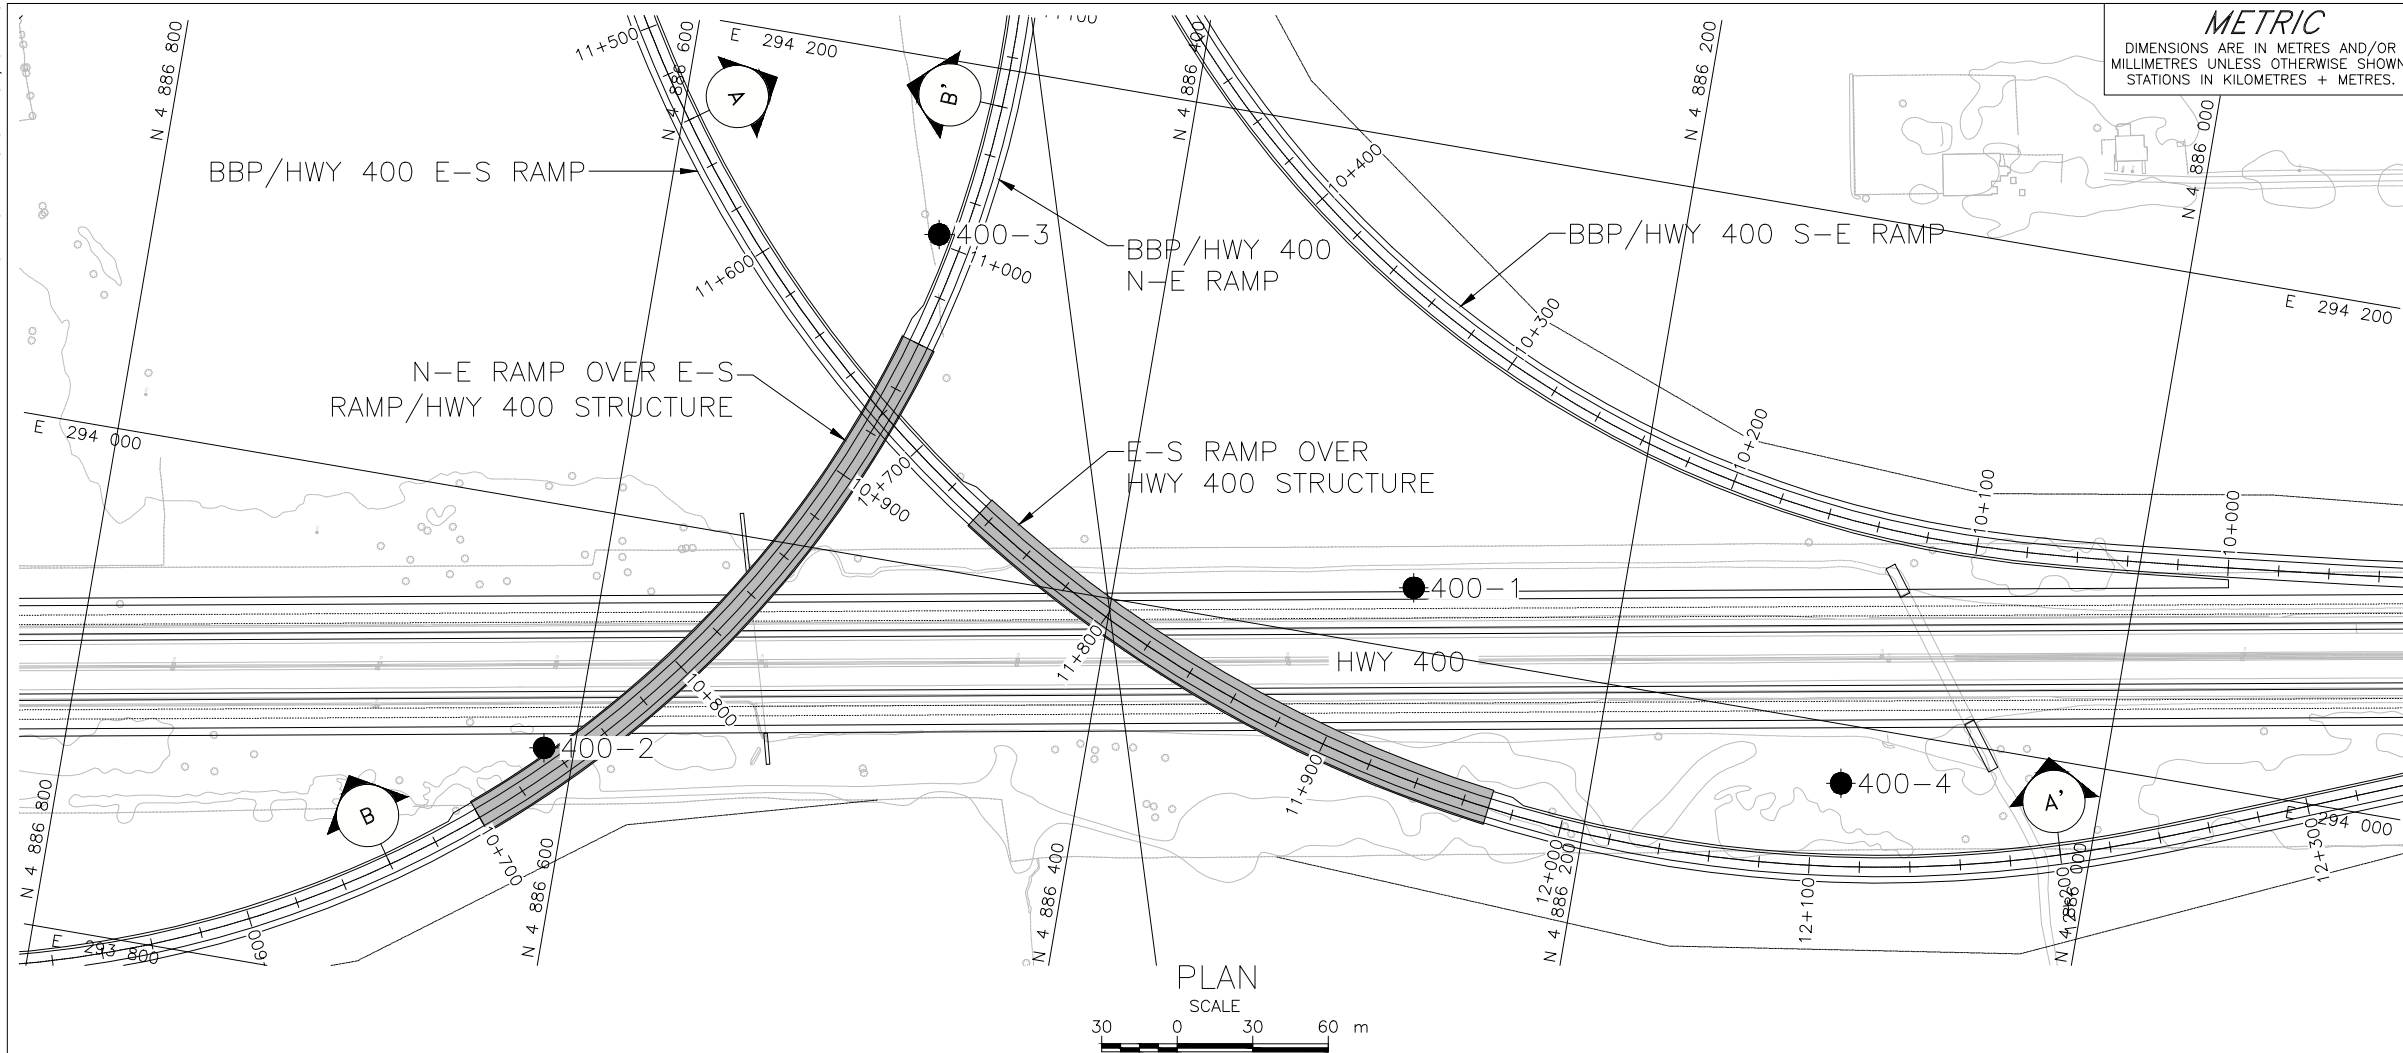 METRIC
DIMENSIONS ARE IN METRES AND/OR
MILLIMETRES UNLESS OTHERWISE SHOWN
STATIONS IN KILOMETRES + METRES.
N 4 886 800
N 4 886 600
N 4 886 400
N 4 886 200
N 4 886 000
E 294 200
11+500
A
B'
BBP/HWY 400 E-S RAMP
400-3
11+000
11+600
BBP/HWY 400
N-E RAMP
10+400
BBP/HWY 400 S-E RAMP
E 294 200
10+300
N-E RAMP OVER E-S
RAMP/HWY 400 STRUCTURE
E 294 000
10+200
E-S RAMP OVER
HWY 400 STRUCTURE
11+700
10+900
10+100
10+000
400-1
11+800
HWY 400
10+800
400-2
11+900
400-4
B
A'
E 294 000
10+700
12+000
12+100
12+200
12+300
N 4 886 800
N 4 886 600
N 4 886 400
N 4 886 200
N 4 886 000
E 293 800
PLAN
SCALE
30 0 30 60 m